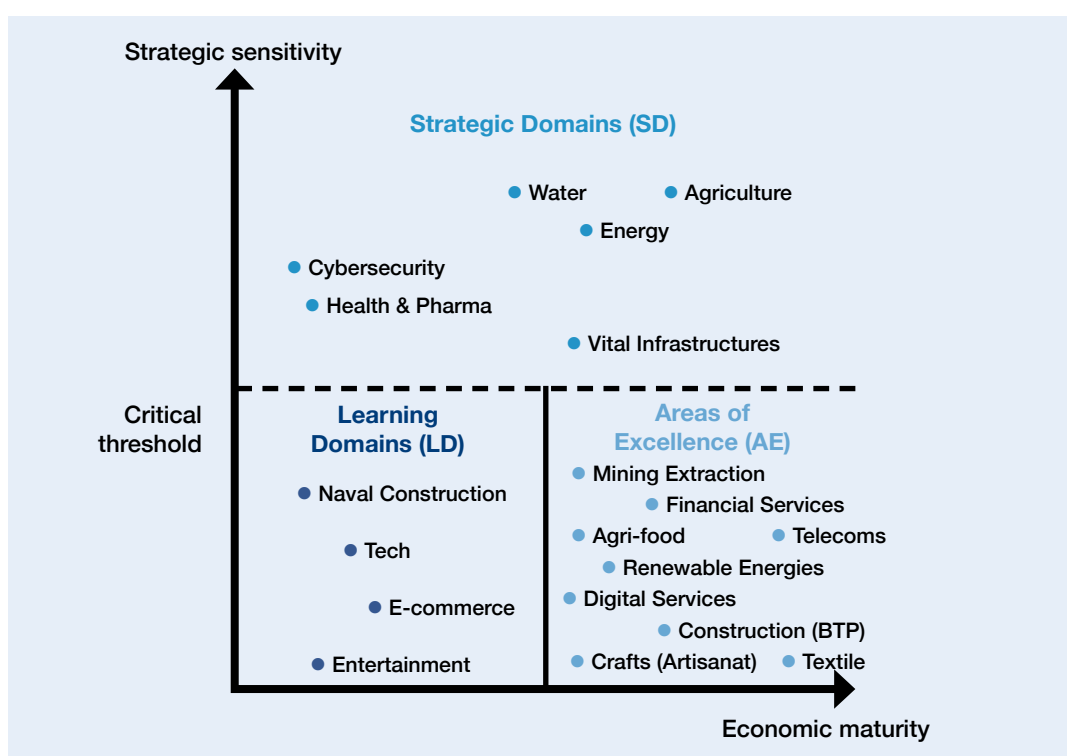 Strategic sensitivity
Strategic Domains (SD)
Water
Agriculture
Energy
Cybersecurity
Health & Pharma
Vital Infrastructures
Critical
threshold
Learning
Domains (LD)
Naval Construction
Tech
E-commerce
Entertainment
Areas of
Excellence (AE)
Mining Extraction
Financial Services
Agri-food
Telecoms
Renewable Energies
Digital Services
Construction (BTP)
Crafts (Artisanat)
Textile
Economic maturity